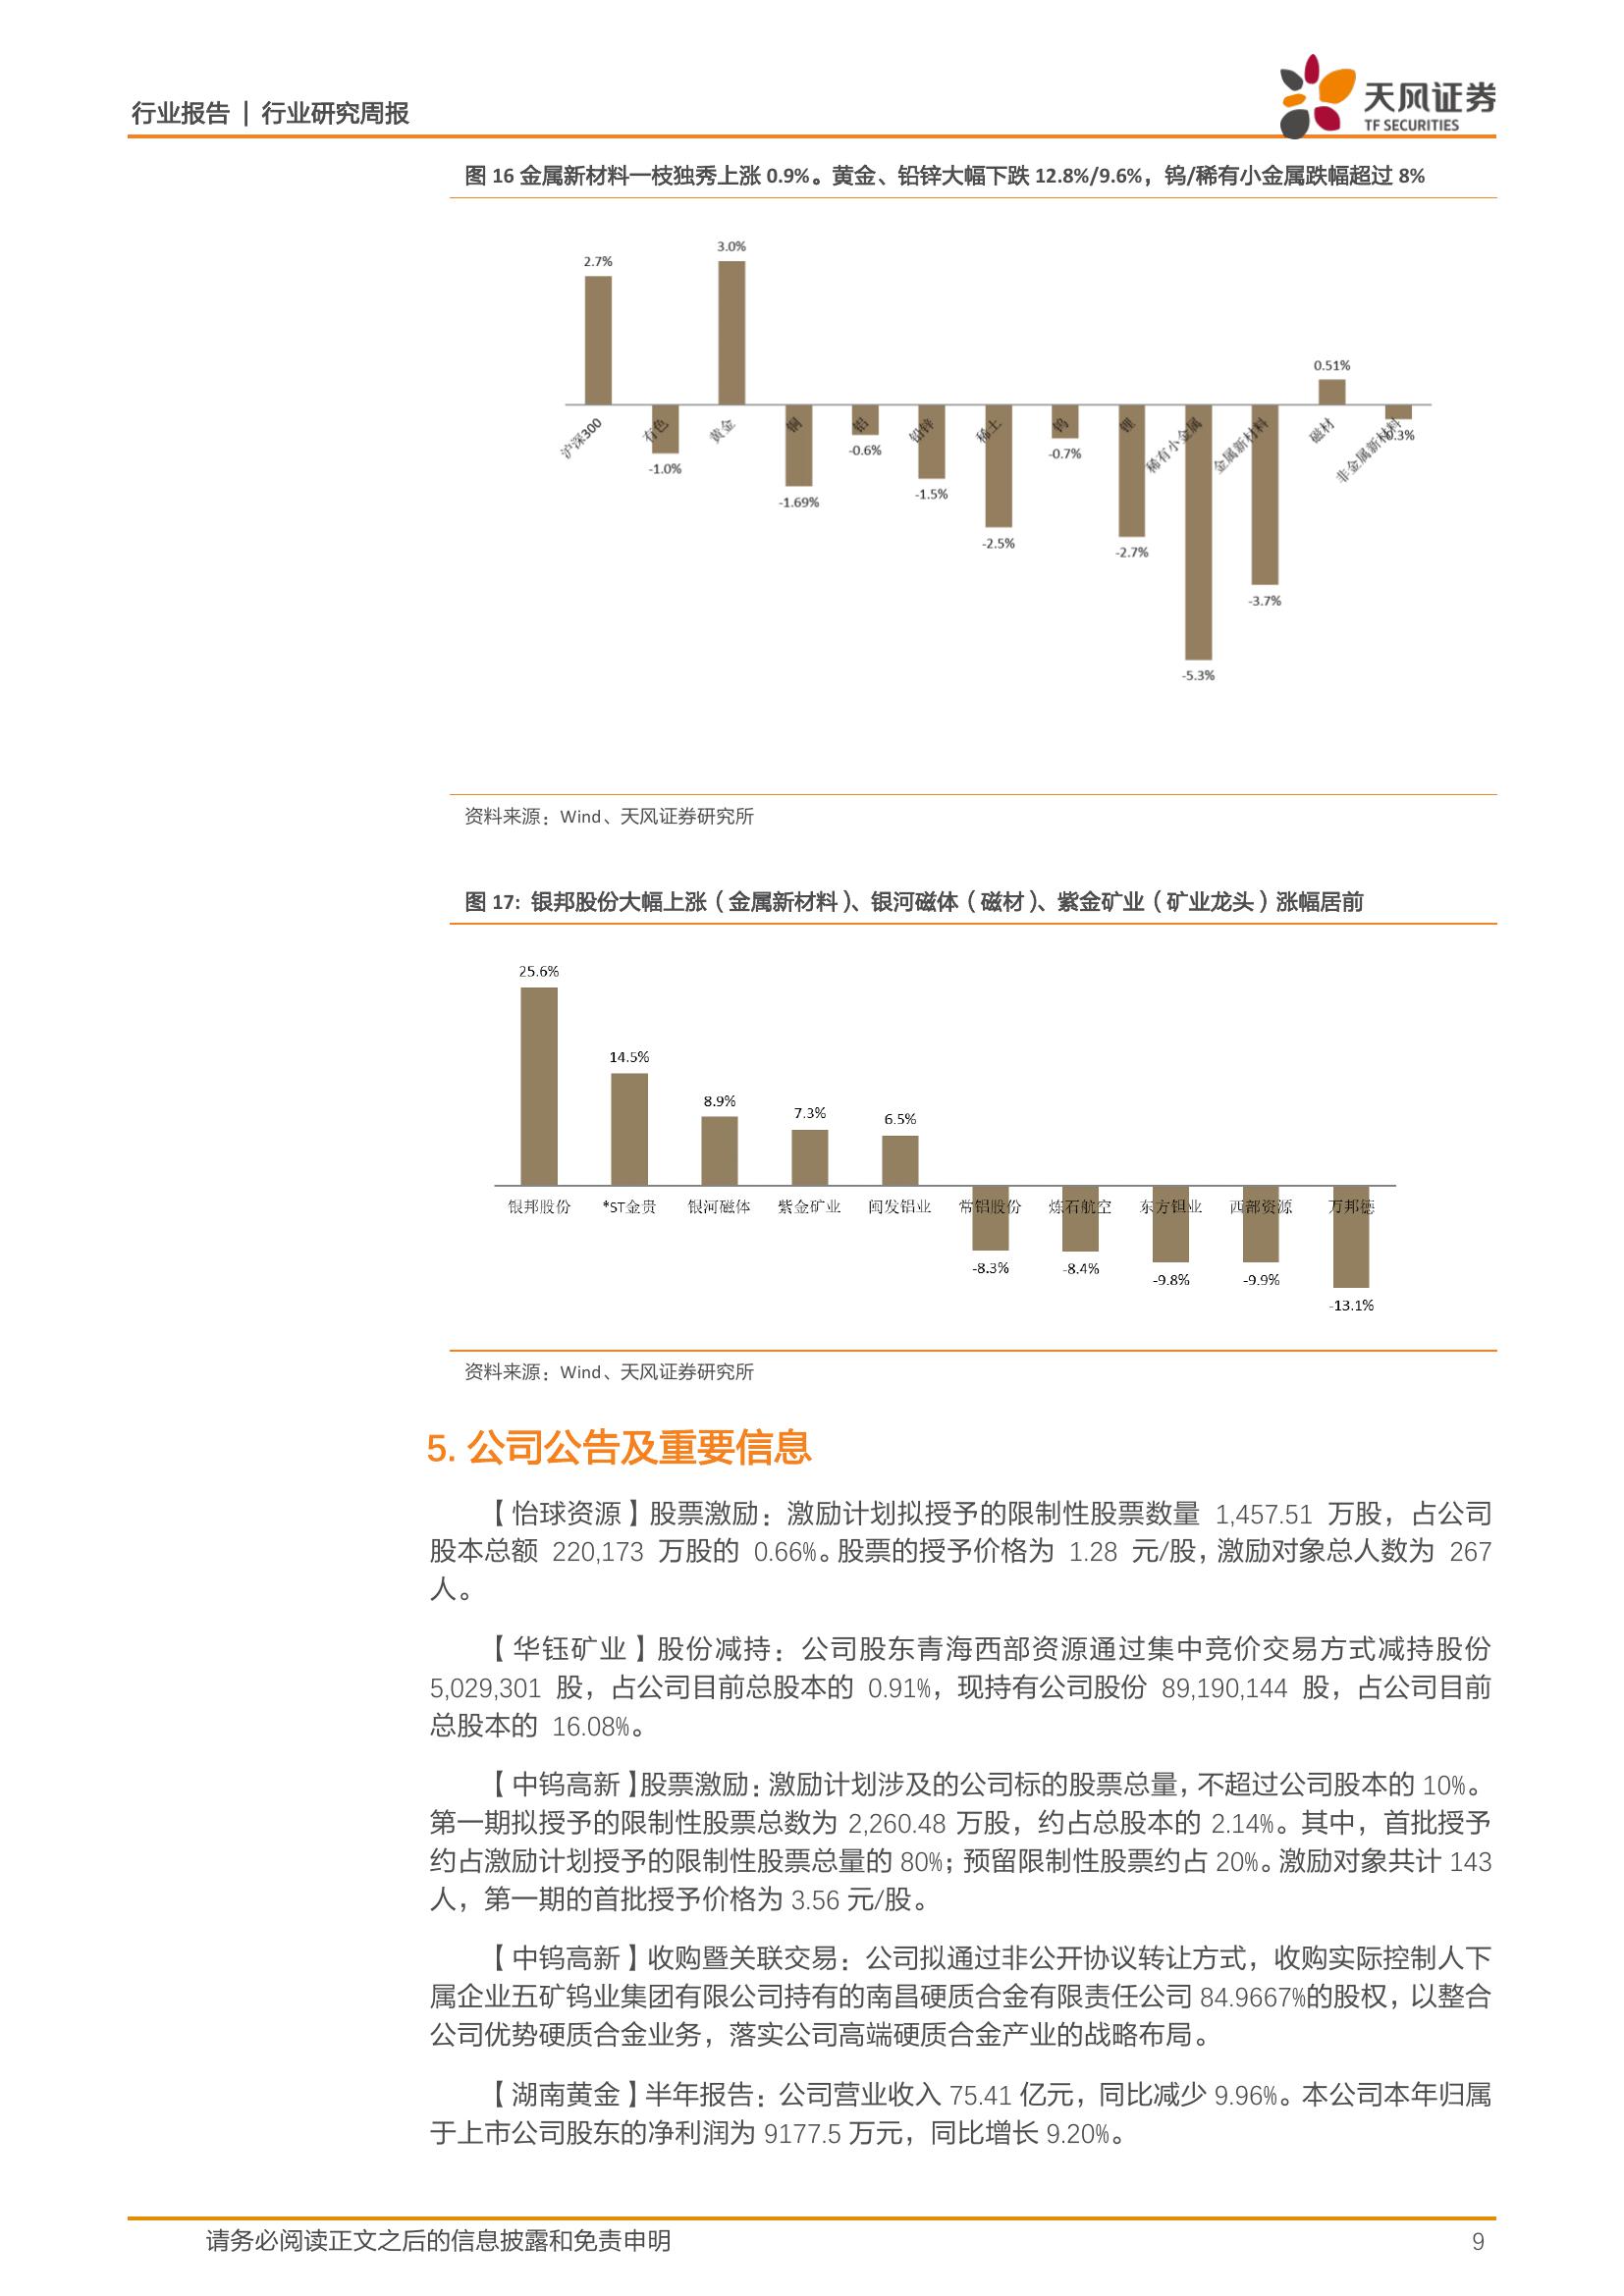 行业报告 | 行业研究周报
天风证券
TF SECURITIES
图 16 金属新材料一枝独秀上涨 0.9%。黄金、铅锌大幅下跌 12.8%/9.6%，钨/稀有小金属跌幅超过 8%
2.7%
-1.0%
3.0%
-1.69%
-0.6%
-1.5%
-2.5%
-0.7%
-2.7%
-5.3%
-3.7%
0.51%
-0.3%
沪深300
有色
黄金
铜
铝
铅锌
稀土
钨
锂
稀有小金属
金属新材料
磁材
非金属新材料
资料来源：Wind、天风证券研究所
图 17: 银邦股份大幅上涨（金属新材料）、银河磁体（磁材）、紫金矿业（矿业龙头）涨幅居前
25.6%
14.5%
8.9%
7.3%
6.5%
银邦股份 *ST金贵 银河磁体 紫金矿业 闽发铝业 常铝股份 炼石航空 东方钽业 西部资源 万邦德
-8.3%
-8.4%
-9.8%
-9.9%
-13.1%
资料来源：Wind、天风证券研究所
5. 公司公告及重要信息
【怡球资源】股票激励：激励计划拟授予的限制性股票数量 1,457.51 万股，占公司
股本总额 220,173 万股的 0.66%。股票的授予价格为 1.28 元/股，激励对象总人数为 267
人。
【华钰矿业】股份减持：公司股东青海西部资源通过集中竞价交易方式减持股份
5,029,301 股，占公司目前总股本的 0.91%，现持有公司股份 89,190,144 股，占公司目前
总股本的 16.08%。
【中钨高新】股票激励：激励计划涉及的公司标的股票总量，不超过公司股本的 10%。
第一期拟授予的限制性股票总数为 2,260.48 万股，约占总股本的 2.14%。其中，首批授予
约占激励计划授予的限制性股票总量的 80%；预留限制性股票约占 20%。激励对象共计 143
人，第一期的首批授予价格为 3.56 元/股。
【中钨高新】收购暨关联交易：公司拟通过非公开协议转让方式，收购实际控制人下
属企业五矿钨业集团有限公司持有的南昌硬质合金有限责任公司 84.9667%的股权，以整合
公司优势硬质合金业务，落实公司高端硬质合金产业的战略布局。
【湖南黄金】半年报告：公司营业收入 75.41 亿元，同比减少 9.96%。本公司本年归属
于上市公司股东的净利润为 9177.5 万元，同比增长 9.20%。
请务必阅读正文之后的信息披露和免责申明
9